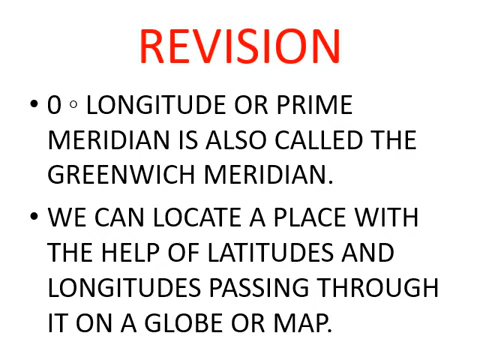 REVISION
• 0 ◦ LONGITUDE OR PRIME
MERIDIAN IS ALSO CALLED THE
GREENWICH MERIDIAN.
• WE CAN LOCATE A PLACE WITH
THE HELP OF LATITUDES AND
LONGITUDES PASSING THROUGH
IT ON A GLOBE OR MAP.